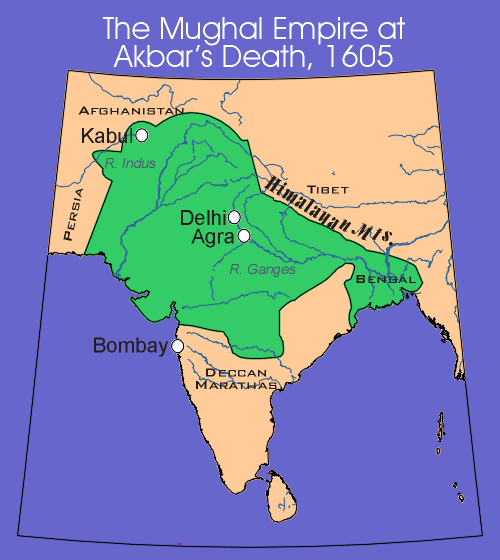 The Mughal Empire at
Akbar's Death, 1605
AFGHANISTAN
Kabul
R. Indus
TIBET
Himalayan Mts.
PERSIA
Delhi
Agra
R. Ganges
BENGAL
Bombay
DECCAN
MARATHAS